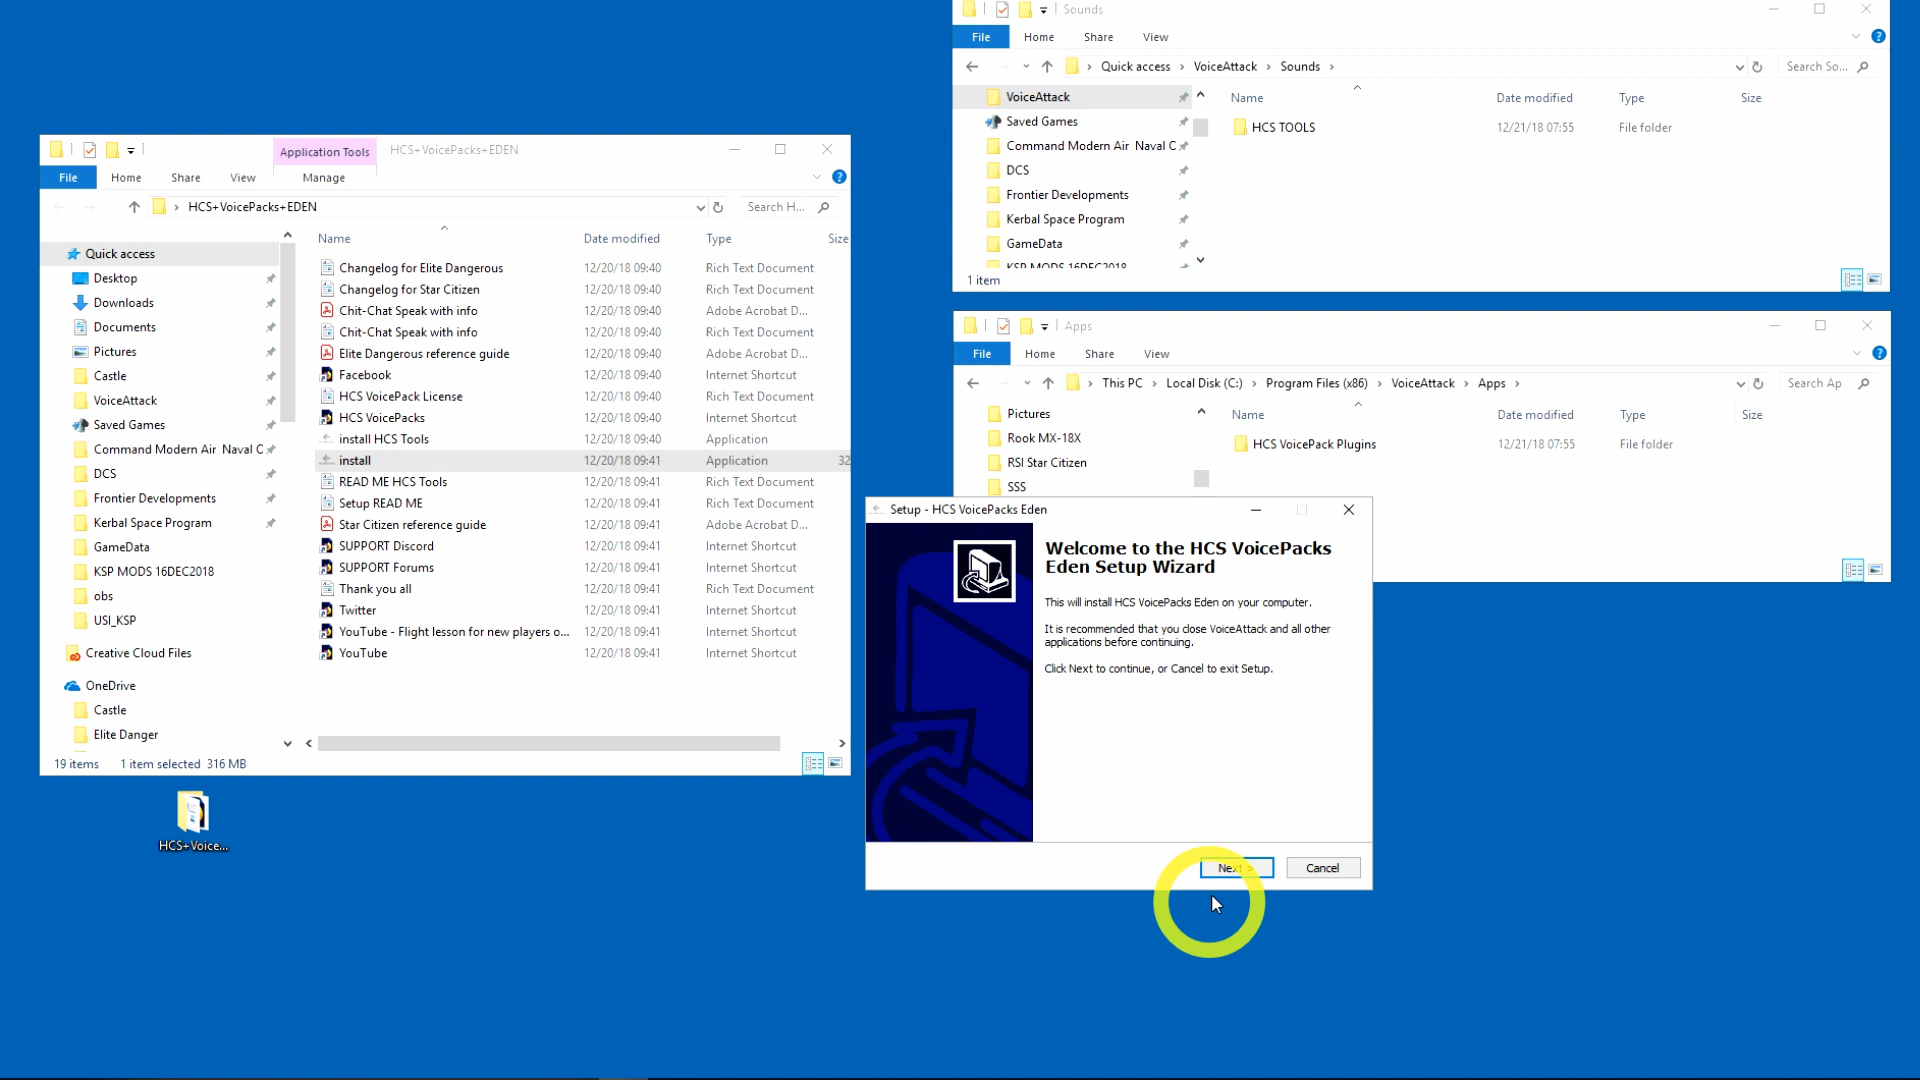 Application Tools
HCS+VoicePacks+EDEN
File
Home
Share
View
Manage
HCS+VoicePacks+EDEN
Search H...
Quick access
Desktop
Downloads
Documents
Pictures
Castle
VoiceAttack
Saved Games
Command Modern Air Naval C
DCS
Frontier Developments
Kerbal Space Program
GameData
KSP MODS 16DEC2018
obs
USI_KSP
Creative Cloud Files
OneDrive
Castle
Elite Danger
Name Date modified Type Size
Changelog for Elite Dangerous 12/20/18 09:40 Rich Text Document
Changelog for Star Citizen 12/20/18 09:40 Rich Text Document
Chit-Chat Speak with info 12/20/18 09:40 Adobe Acrobat D...
Chit-Chat Speak with info 12/20/18 09:40 Rich Text Document
Elite Dangerous reference guide 12/20/18 09:40 Adobe Acrobat D...
Facebook 12/20/18 09:40 Internet Shortcut
HCS VoicePack License 12/20/18 09:40 Rich Text Document
HCS VoicePacks 12/20/18 09:40 Internet Shortcut
install HCS Tools 12/20/18 09:40 Application
install 12/20/18 09:41 Application 32
READ ME HCS Tools 12/20/18 09:41 Rich Text Document
Setup READ ME 12/20/18 09:41 Rich Text Document
Star Citizen reference guide 12/20/18 09:41 Adobe Acrobat D...
SUPPORT Discord 12/20/18 09:41 Internet Shortcut
SUPPORT Forums 12/20/18 09:41 Internet Shortcut
Thank you all 12/20/18 09:41 Rich Text Document
Twitter 12/20/18 09:41 Internet Shortcut
YouTube - Flight lesson for new players o... 12/20/18 09:41 Internet Shortcut
YouTube 12/20/18 09:41 Internet Shortcut
19 items 1 item selected 316 MB
HCS+Voice...
Sounds
File
Home
Share
View
Quick access > VoiceAttack > Sounds >
Search So...
VoiceAttack
Saved Games
Command Modern Air Naval C
DCS
Frontier Developments
Kerbal Space Program
GameData
KSP MODS 16DEC2018
Name Date modified Type Size
HCS TOOLS 12/21/18 07:55 File folder
1 item
Apps
File
Home
Share
View
This PC > Local Disk (C:) > Program Files (x86) > VoiceAttack > Apps >
Search Ap
Pictures
Rook MX-18X
RSI Star Citizen
SSS
Name Date modified Type Size
HCS VoicePack Plugins 12/21/18 07:55 File folder
Setup - HCS VoicePacks Eden
Welcome to the HCS VoicePacks
Eden Setup Wizard
This will install HCS VoicePacks Eden on your computer.
It is recommended that you close VoiceAttack and all other
applications before continuing.
Click Next to continue, or Cancel to exit Setup.
Next >
Cancel